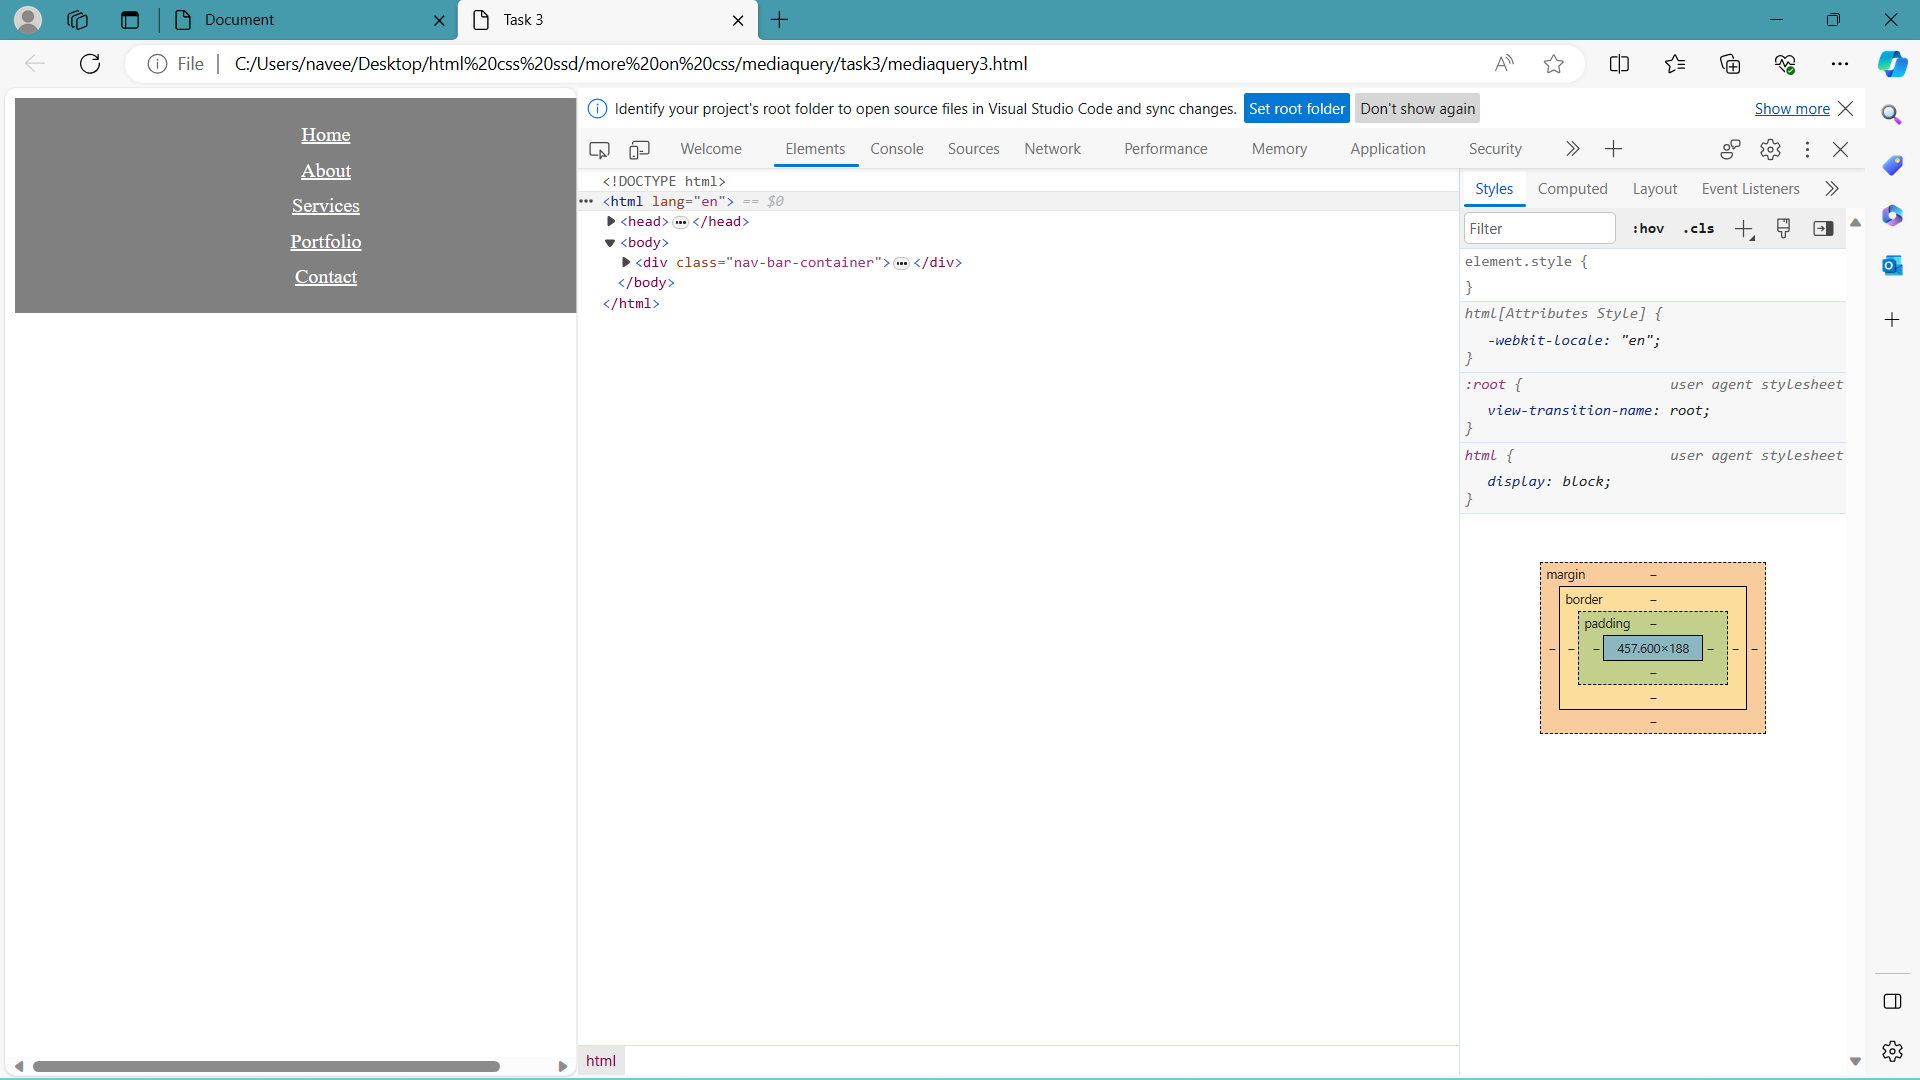 Document
Task 3
File
C:/Users/navee/Desktop/html%20css%20ssd/more%20on%20css/mediaquery/task3/mediaquery3.html
Home
About
Services
Portfolio
Contact
Identify your project's root folder to open source files in Visual Studio Code and sync changes. Set root folder Don't show again Show more
Welcome Elements Console Sources Network Performance Memory Application Security
<!DOCTYPE html>
<html lang="en"> == $0
<head> </head>
<body>
<div class="nav-bar-container"> </div>
</body>
</html>
html
Styles Computed Layout Event Listeners
Filter :hov .cls
element.style {
}
html[Attributes Style] {
-webkit-locale: "en";
}
:root { user agent stylesheet
view-transition-name: root;
}
html { user agent stylesheet
display: block;
}
margin –
border –
padding –
– – – 457.600×188 – – –
–
–
–